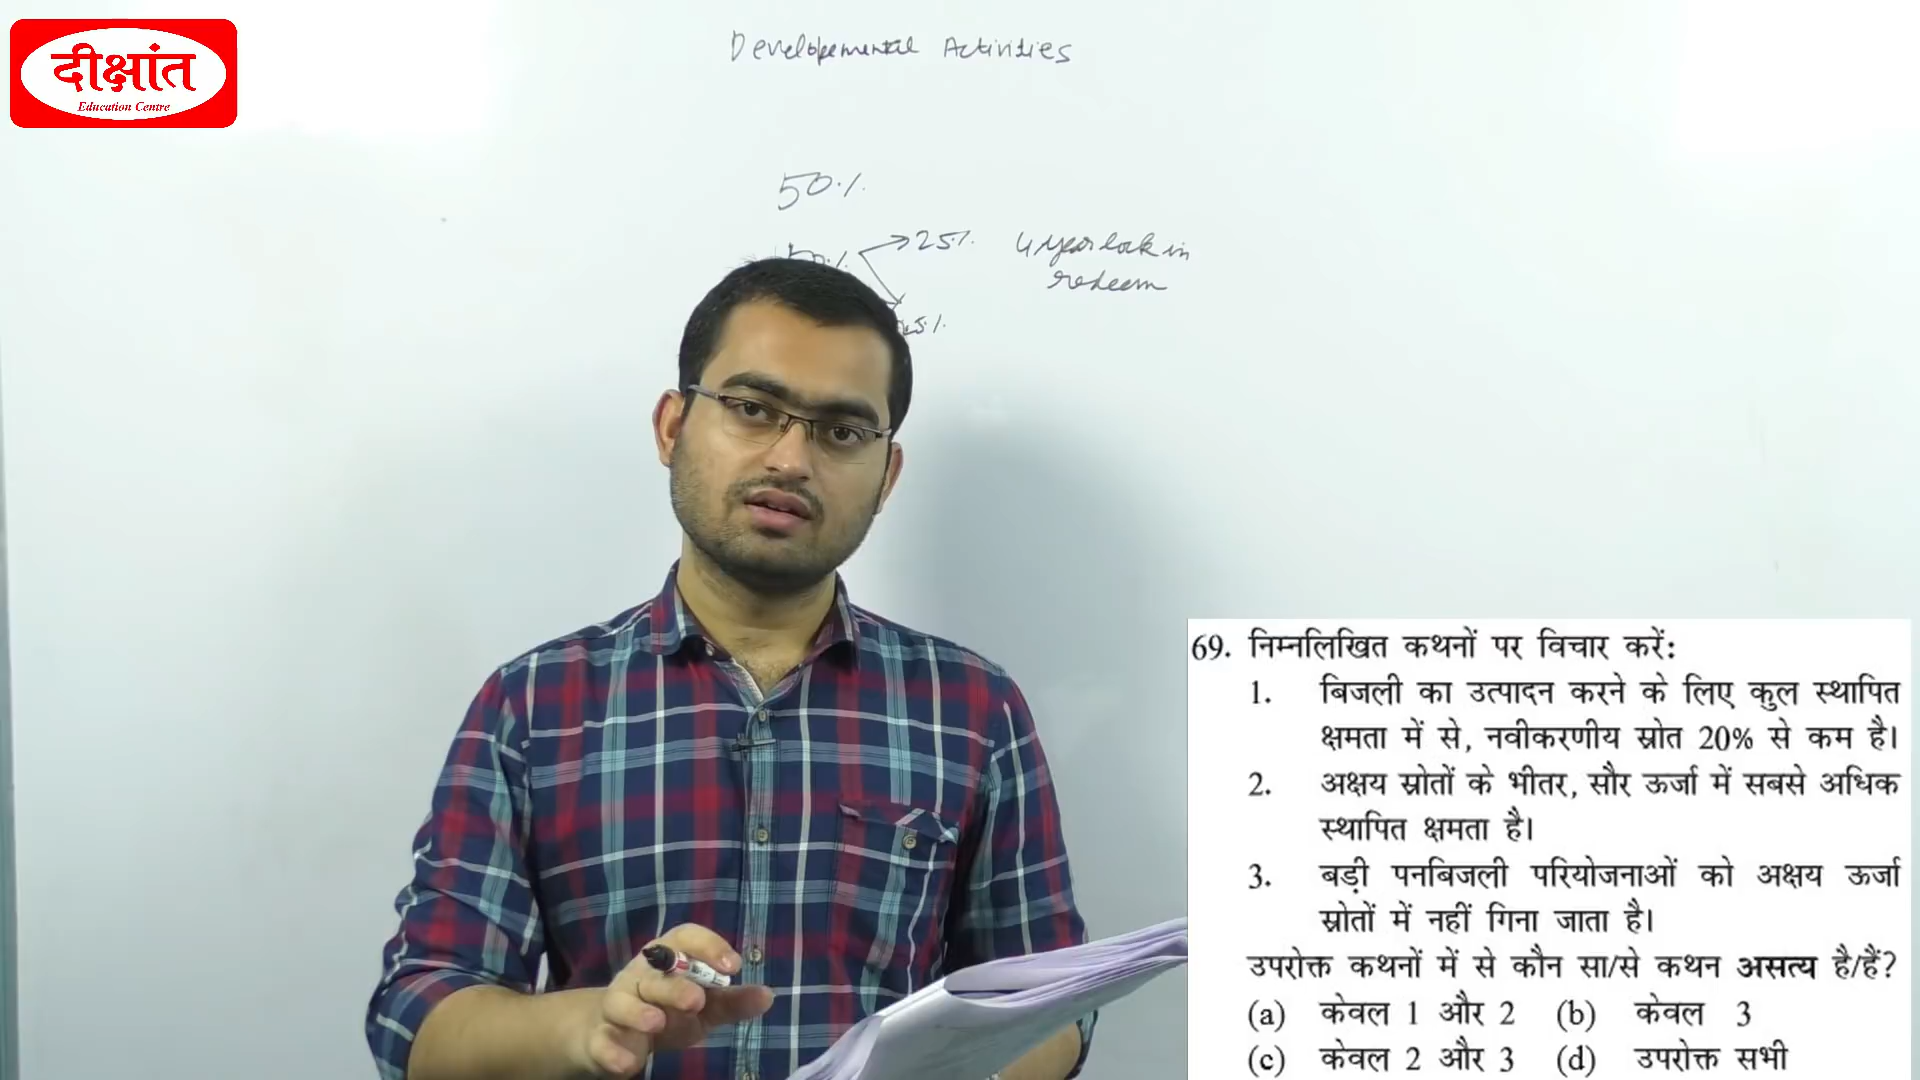 दीक्षांत
Education Centre
Developemental Activities
50%
50% → 25% 4 year lock in
redeem
25%
69. निम्नलिखित कथनों पर विचार करें:
1. बिजली का उत्पादन करने के लिए कुल स्थापित
क्षमता में से, नवीकरणीय स्रोत 20% से कम है।
2. अक्षय स्रोतों के भीतर, सौर ऊर्जा में सबसे अधिक
स्थापित क्षमता है।
3. बड़ी पनबिजली परियोजनाओं को अक्षय ऊर्जा
स्रोतों में नहीं गिना जाता है।
उपरोक्त कथनों में से कौन सा/से कथन असत्य है/हैं?
(a) केवल 1 और 2 (b) केवल 3
(c) केवल 2 और 3 (d) उपरोक्त सभी